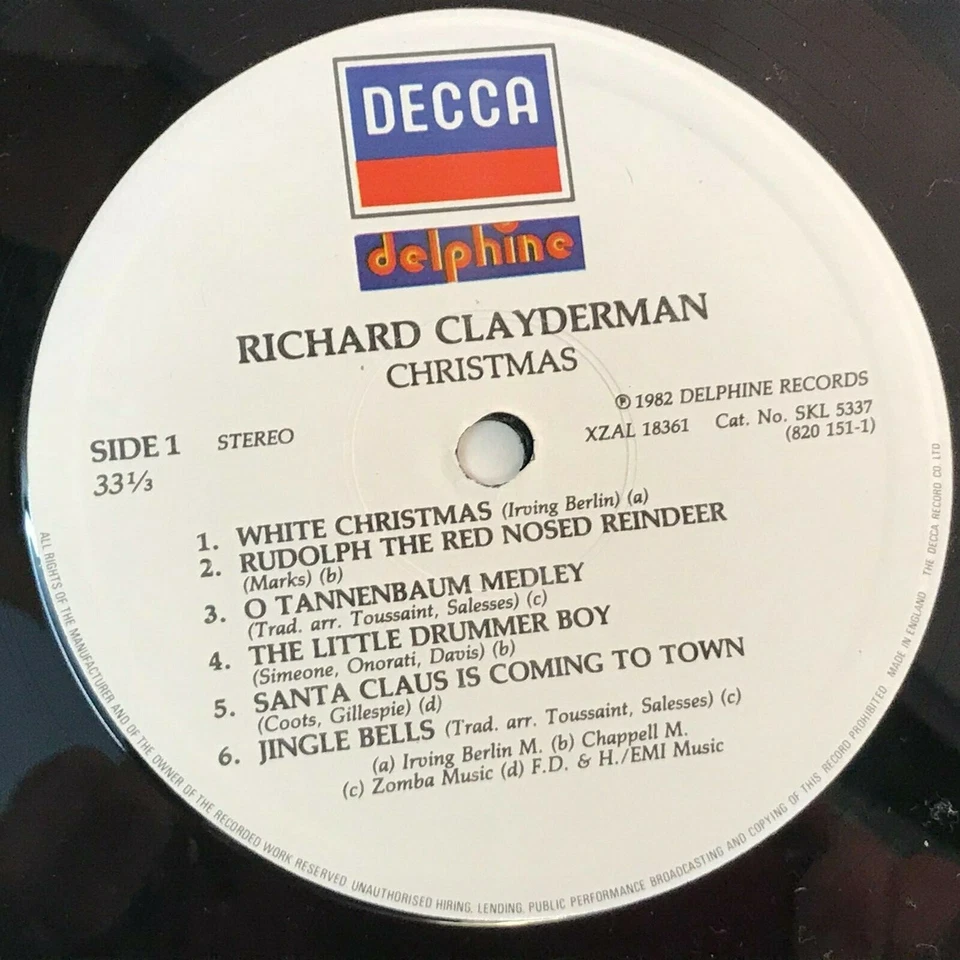 DECCA
delphine
RICHARD CLAYDERMAN
CHRISTMAS
℗ 1982 DELPHINE RECORDS
SIDE 1 STEREO XZAL 18361 Cat. No. SKL 5337
33⅓ (820 151-1)
1. WHITE CHRISTMAS (Irving Berlin) (a)
2. RUDOLPH THE RED NOSED REINDEER
(Marks) (b)
3. O TANNENBAUM MEDLEY
(Trad. arr. Toussaint, Salesses) (c)
4. THE LITTLE DRUMMER BOY
(Simeone, Onorati, Davis) (b)
5. SANTA CLAUS IS COMING TO TOWN
(Coots, Gillespie) (d)
6. JINGLE BELLS (Trad. arr. Toussaint, Salesses) (c)
(a) Irving Berlin M. (b) Chappell M.
(c) Zomba Music (d) F.D. & H./EMI Music
ALL RIGHTS OF THE MANUFACTURER AND OF THE OWNER OF THE RECORDED WORK RESERVED UNAUTHORISED HIRING, LENDING, PUBLIC PERFORMANCE BROADCASTING AND COPYING OF THIS RECORD PROHIBITED MADE IN ENGLAND THE DECCA RECORD CO. LTD